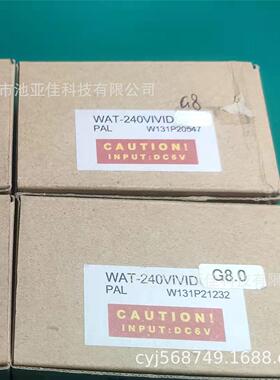 市池亚佳科技有限公司
G8
WAT-240VIVID
PAL W131P20547
CAUTION!
INPUT:DC6V
WAT-240VIVID
G8.0
PAL W131P21232
CAUTION!
INPUT:DC6V
cyj568749.1688.c